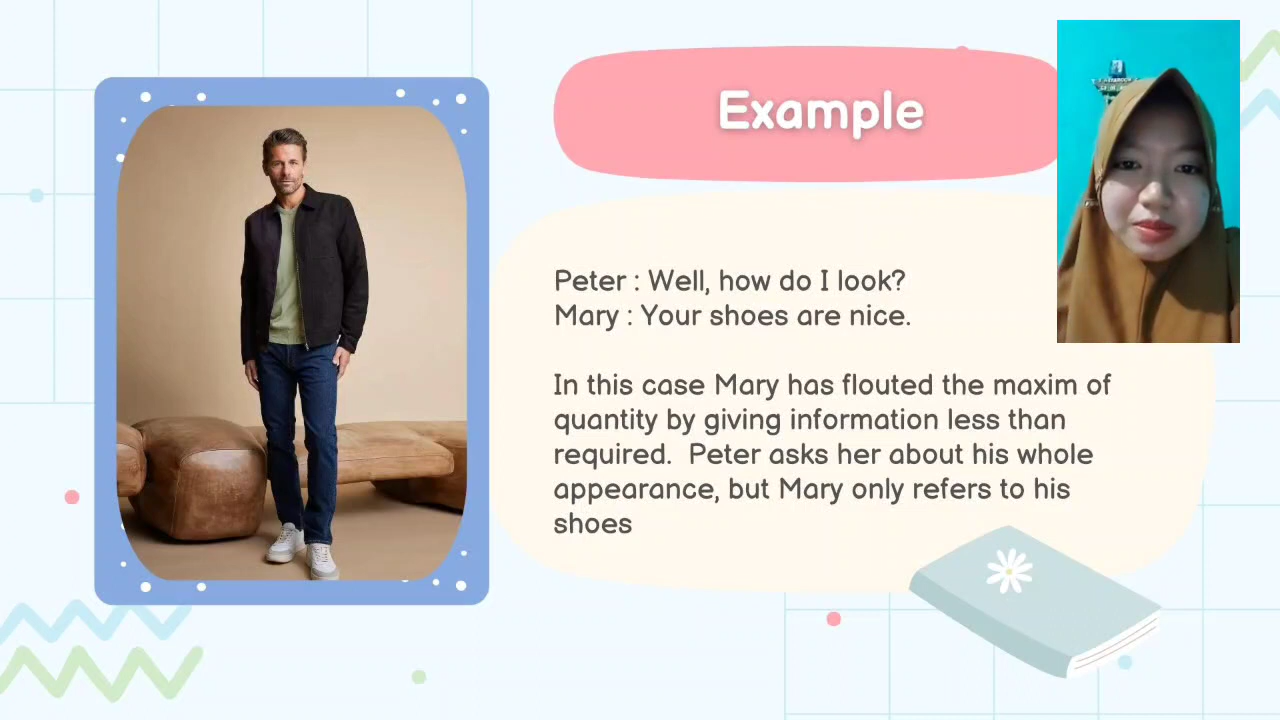 Example
Peter : Well, how do I look?
Mary : Your shoes are nice.
In this case Mary has flouted the maxim of
quantity by giving information less than
required.  Peter asks her about his whole
appearance, but Mary only refers to his
shoes